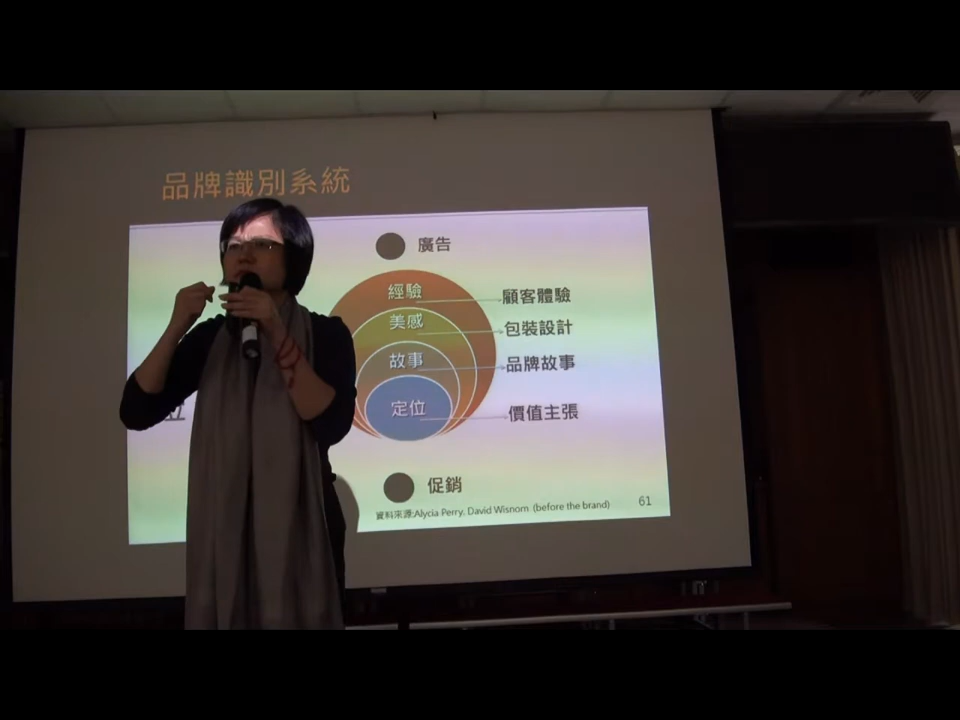 品牌識別系統
廣告
經驗
顧客體驗
美感
包裝設計
故事
品牌故事
定位
價值主張
促銷
資料來源:Alycia Perry, David Wisnom (before the brand)
61